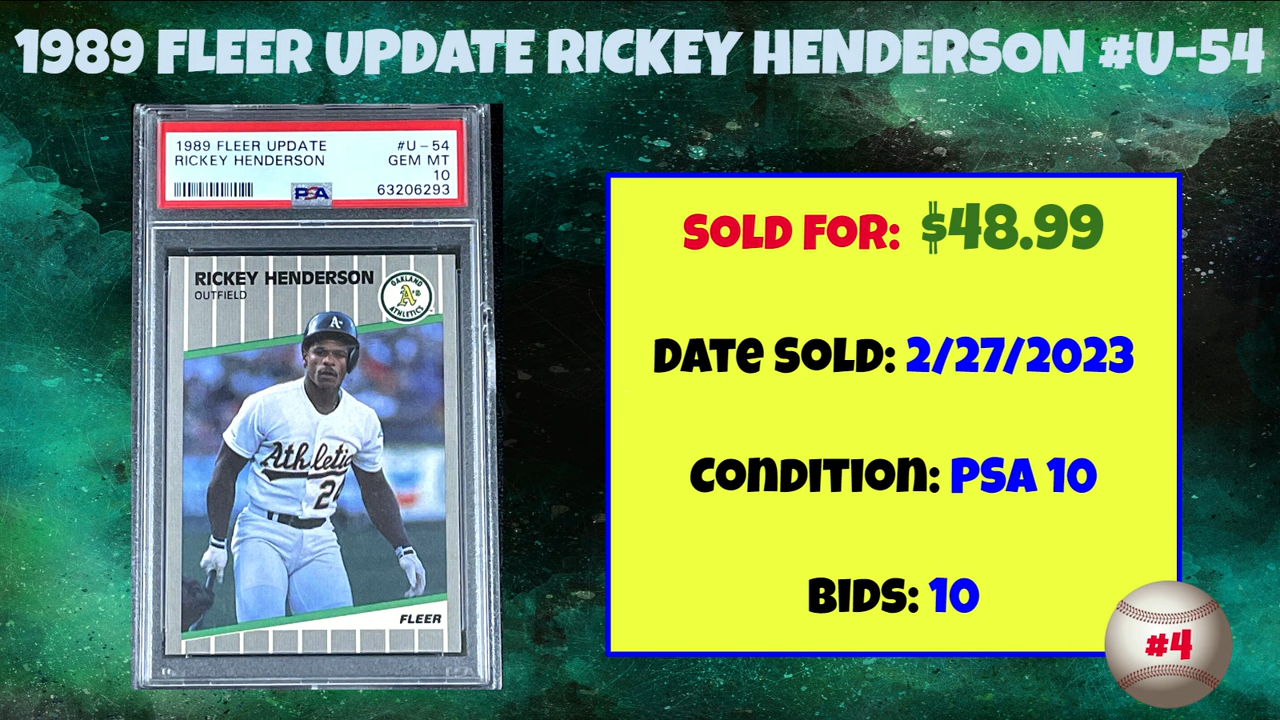 1989 FLEER UPDATE RICKEY HENDERSON #U-54
1989 FLEER UPDATE #U-54
RICKEY HENDERSON GEM MT
10
PSA 63206293
RICKEY HENDERSON
OUTFIELD
OAKLAND
A's
ATHLETICS
A's
Athletic
24
FLEER
SOLD FOR: $48.99
DATE SOLD: 2/27/2023
CONDITION: PSA 10
BIDS: 10
#4